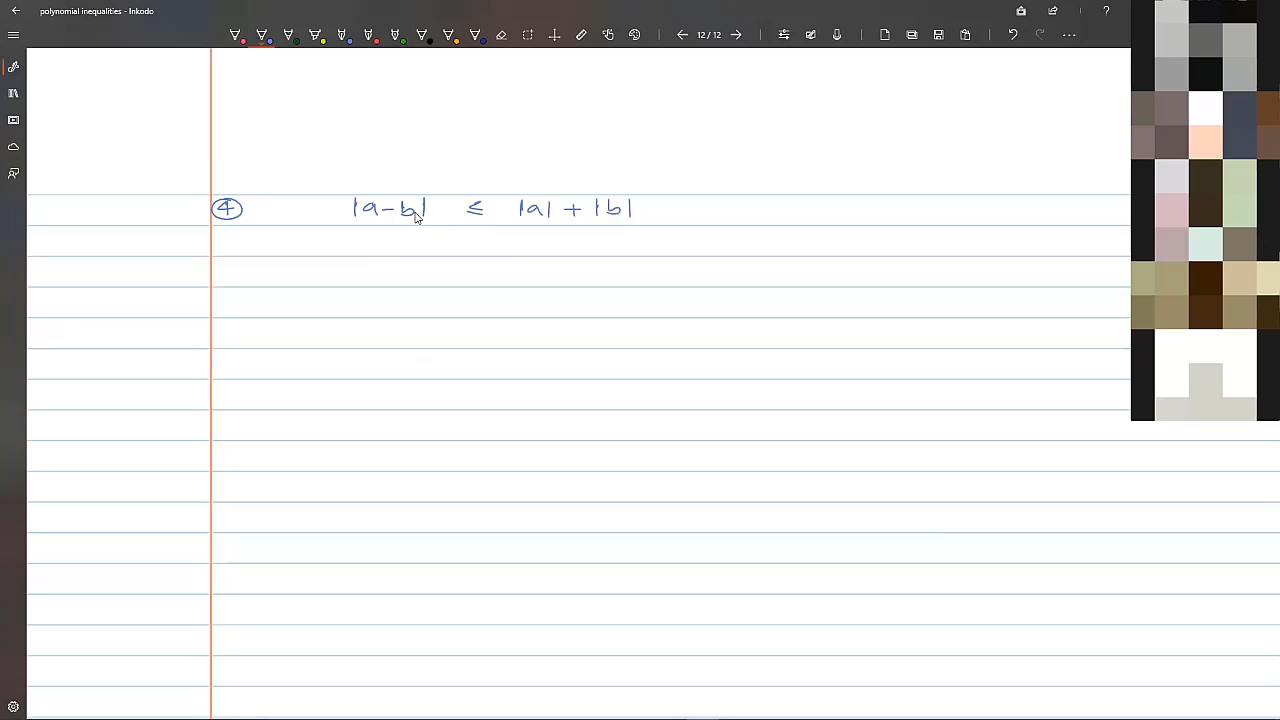 polynomial inequalities - Inkodo
12/12
④ |a-b| ≤ |a| + |b|